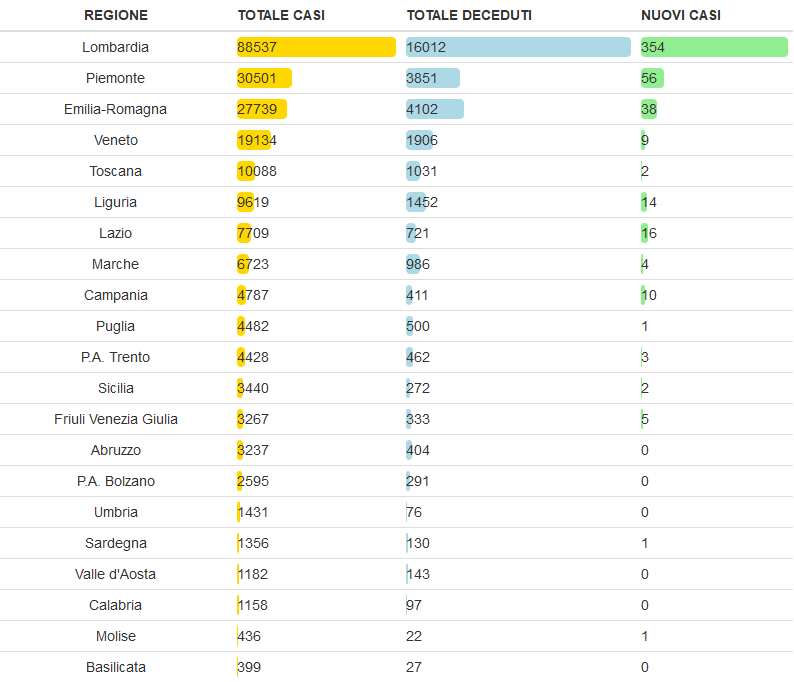 REGIONE TOTALE CASI TOTALE DECEDUTI NUOVI CASI
Lombardia 88537 16012 354
Piemonte 30501 3851 56
Emilia-Romagna 27739 4102 38
Veneto 19134 1906 9
Toscana 10088 1031 2
Liguria 9619 1452 14
Lazio 7709 721 16
Marche 6723 986 4
Campania 4787 411 10
Puglia 4482 500 1
P.A. Trento 4428 462 3
Sicilia 3440 272 2
Friuli Venezia Giulia 3267 333 5
Abruzzo 3237 404 0
P.A. Bolzano 2595 291 0
Umbria 1431 76 0
Sardegna 1356 130 1
Valle d'Aosta 1182 143 0
Calabria 1158 97 0
Molise 436 22 1
Basilicata 399 27 0